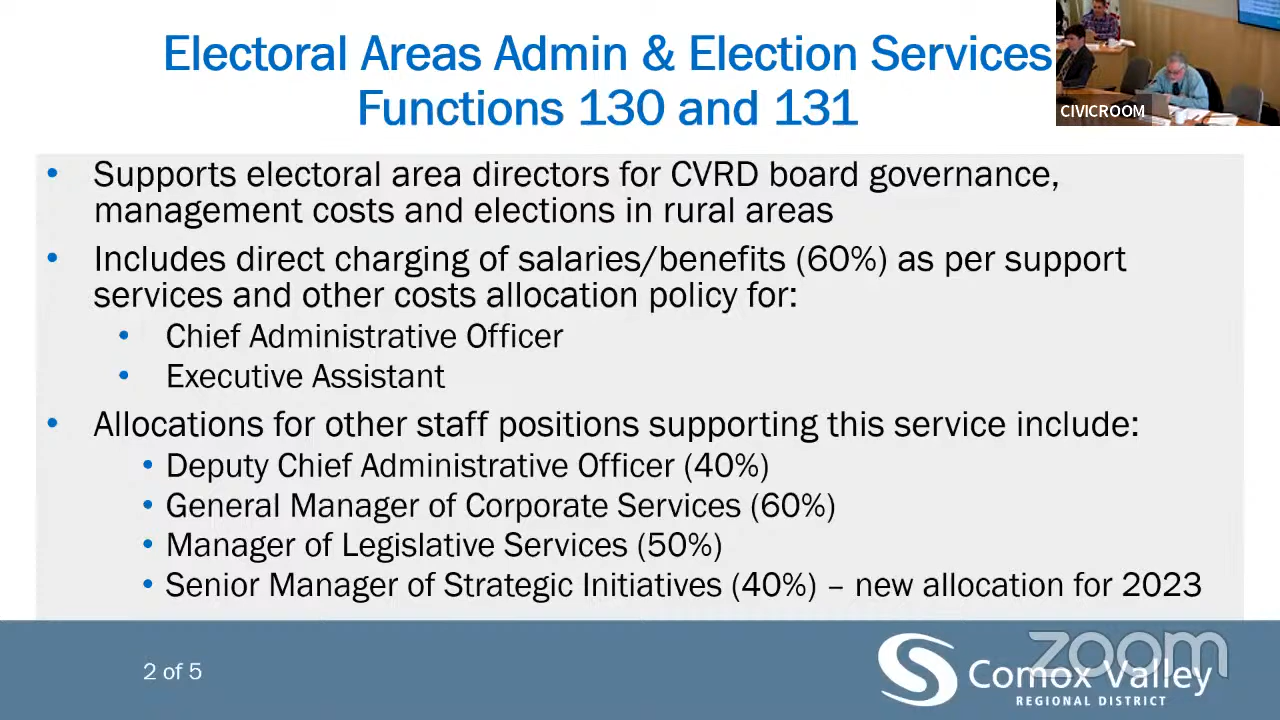 Electoral Areas Admin & Election Services
Functions 130 and 131
CIVICROOM
• Supports electoral area directors for CVRD board governance,
management costs and elections in rural areas
• Includes direct charging of salaries/benefits (60%) as per support
services and other costs allocation policy for:
• Chief Administrative Officer
• Executive Assistant
• Allocations for other staff positions supporting this service include:
• Deputy Chief Administrative Officer (40%)
• General Manager of Corporate Services (60%)
• Manager of Legislative Services (50%)
• Senior Manager of Strategic Initiatives (40%) – new allocation for 2023
2 of 5
zoom
Comox Valley
REGIONAL DISTRICT